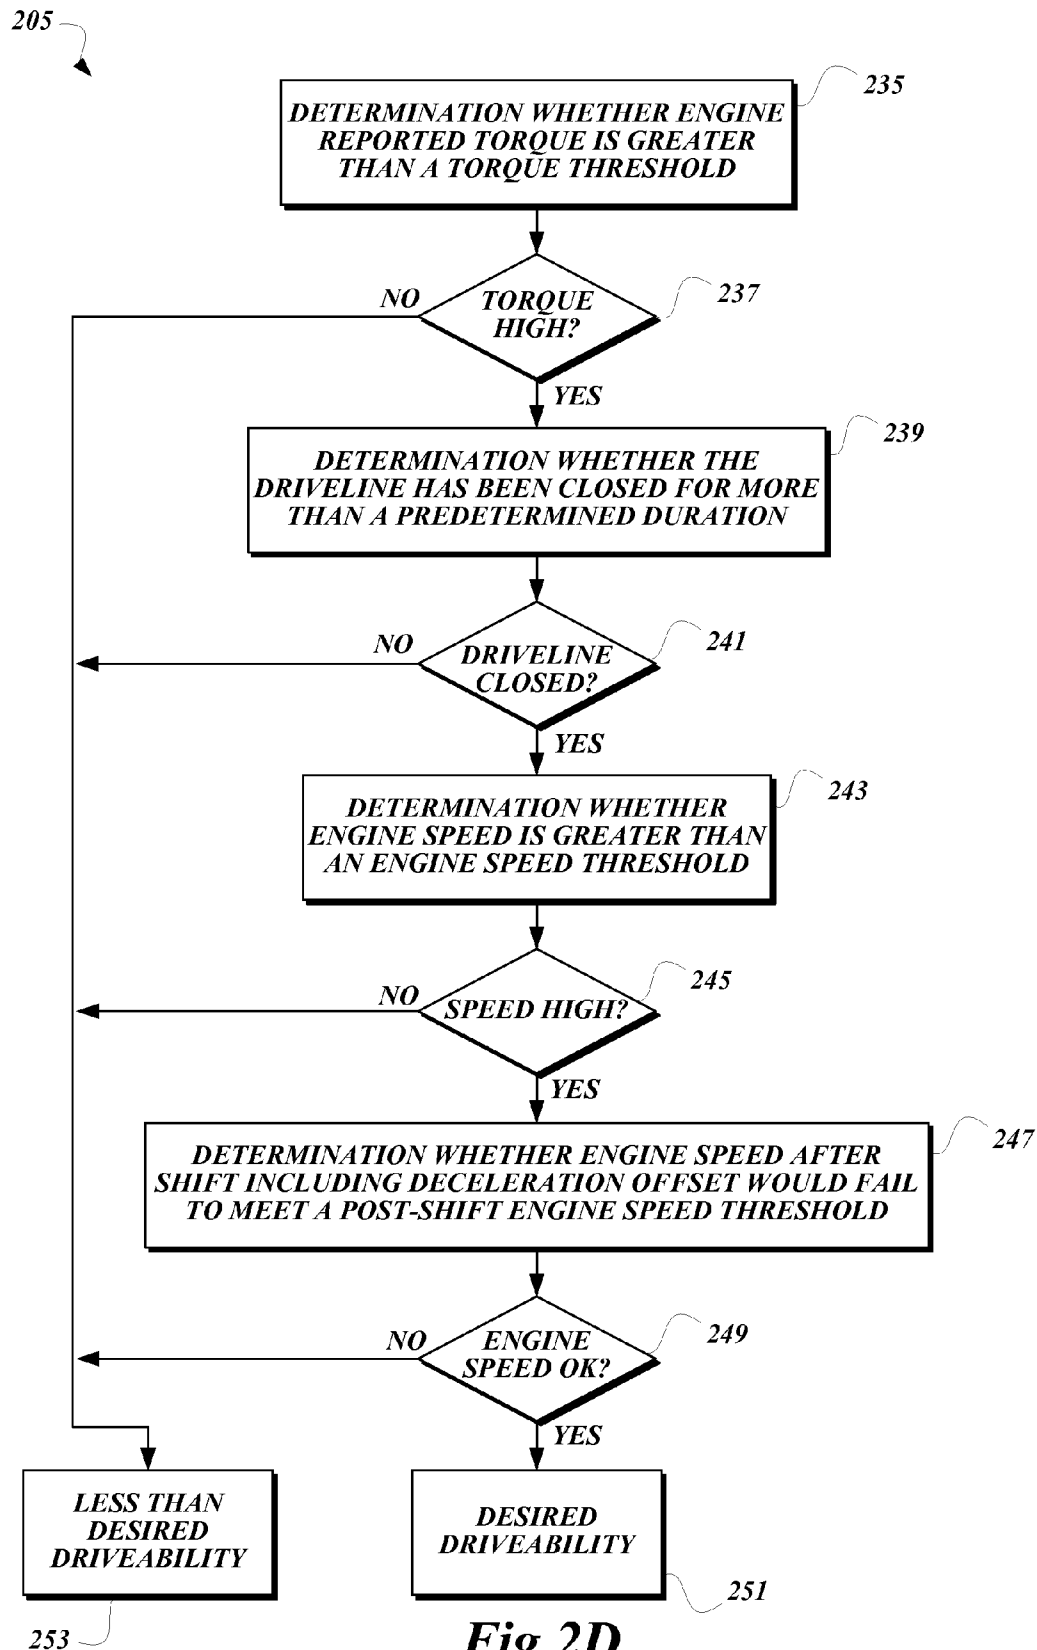 205
235
DETERMINATION WHETHER ENGINE
REPORTED TORQUE IS GREATER
THAN A TORQUE THRESHOLD
NO
TORQUE
HIGH?
237
YES
239
DETERMINATION WHETHER THE
DRIVELINE HAS BEEN CLOSED FOR MORE
THAN A PREDETERMINED DURATION
NO
DRIVELINE
CLOSED?
241
YES
243
DETERMINATION WHETHER
ENGINE SPEED IS GREATER THAN
AN ENGINE SPEED THRESHOLD
NO
SPEED HIGH?
245
YES
247
DETERMINATION WHETHER ENGINE SPEED AFTER
SHIFT INCLUDING DECELERATION OFFSET WOULD FAIL
TO MEET A POST-SHIFT ENGINE SPEED THRESHOLD
NO
ENGINE
SPEED OK?
249
YES
LESS THAN
DESIRED
DRIVEABILITY
DESIRED
DRIVEABILITY
251
253
Fig 2D